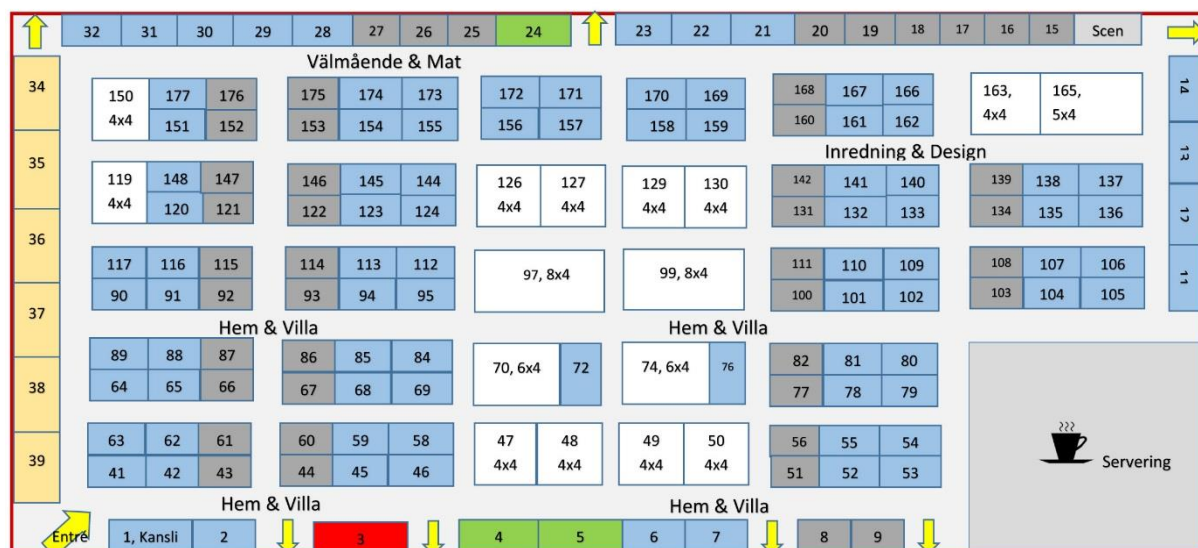 32 31 30 29 28 27 26 25 24 23 22 21 20 19 18 17 16 15 Scen
Välmående & Mat
34
150 177 176 175 174 173 172 171 170 169 168 167 166 163, 165,
4x4 151 152 153 154 155 156 157 158 159 160 161 162 4x4 5x4
14
Inredning & Design
35
13
119 148 147 146 145 144 126 127 129 130 142 141 140 139 138 137
4x4 120 121 122 123 124 4x4 4x4 4x4 4x4 131 132 133 134 135 136
12
36
117 116 115 114 113 112 97, 8x4 99, 8x4 111 110 109 108 107 106
90 91 92 93 94 95 100 101 102 103 104 105
11
37
Hem & Villa Hem & Villa
89 88 87 86 85 84 70, 6x4 72 74, 6x4 76 82 81 80
64 65 66 67 68 69 77 78 79
38
63 62 61 60 59 58 47 48 49 50 56 55 54
41 42 43 44 45 46 4x4 4x4 4x4 4x4 51 52 53
39
Servering
Hem & Villa Hem & Villa
Entré 1, Kansli 2 3 4 5 6 7 8 9